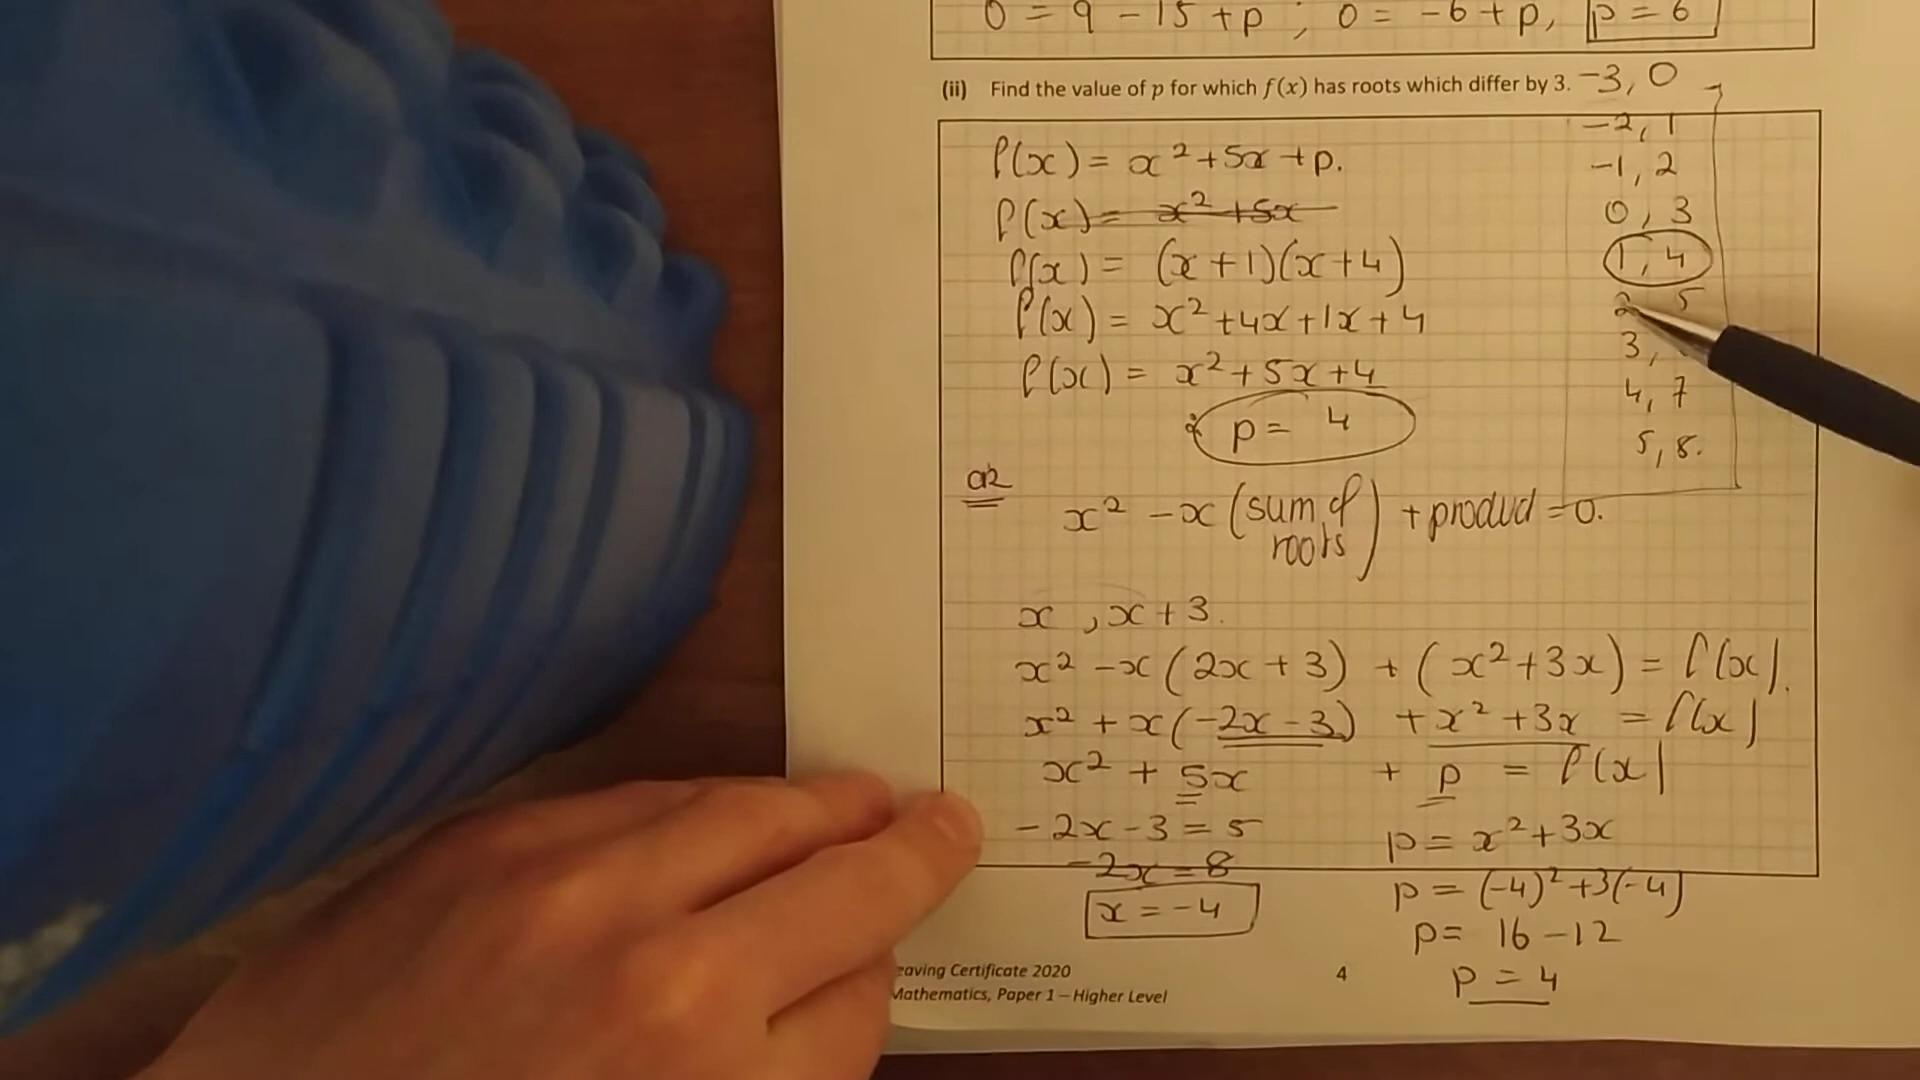 0 = 9 - 15 + p ; 0 = -6 + p, p = 6
(ii) Find the value of p for which f(x) has roots which differ by 3.
-3, 0
-2, 1
-1, 2
0, 3
1, 4
2 5
3,
4, 7
5, 8.
f(x) = x² + 5x + p.
f(x) = x² + 5x
f(x) = (x + 1)(x + 4)
f(x) = x² + 4x + 1x + 4
f(x) = x² + 5x + 4
p = 4
x² - x (sum of roots) + product = 0.
x , x + 3.
x² - x (2x + 3) + (x² + 3x) = f(x).
x² + x (-2x - 3) + x² + 3x = f(x)
x² + 5x + p = f(x)
-2x - 3 = 5
-2x = 8
x = -4
p = x² + 3x
p = (-4)² + 3(-4)
p = 16 - 12
p = 4
eaving Certificate 2020
Mathematics, Paper 1 – Higher Level
4